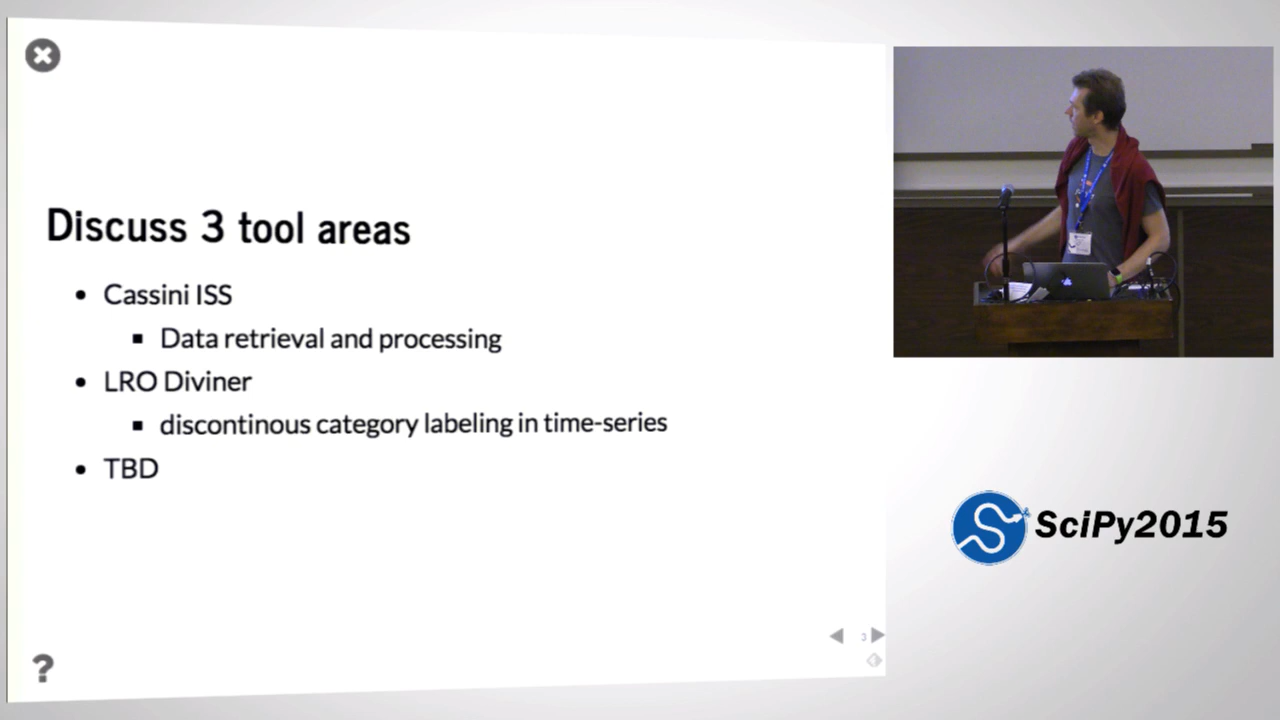 Discuss 3 tool areas
Cassini ISS
Data retrieval and processing
LRO Diviner
discontinous category labeling in time-series
TBD
3
?
SciPy2015